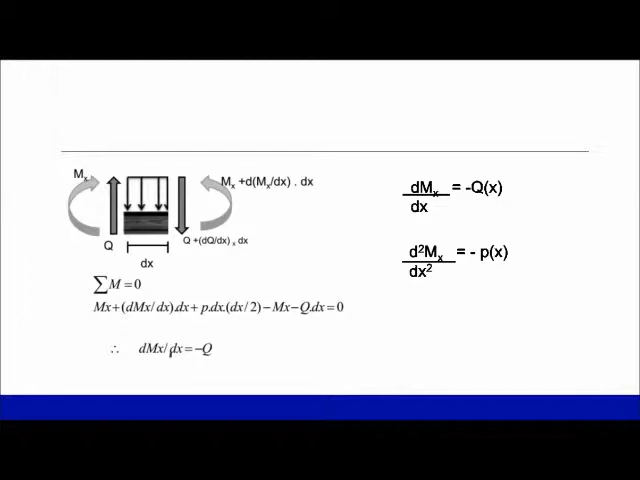 Mx
Mx +d(Mx/dx) . dx
Q
Q +(dQ/dx) x dx
dx
∑M = 0
Mx+(dMx/dx).dx+p.dx.(dx/2)−Mx−Q.dx=0
∴ dMx/dx=−Q
dMx = -Q(x)
dx
d²Mx = - p(x)
dx²